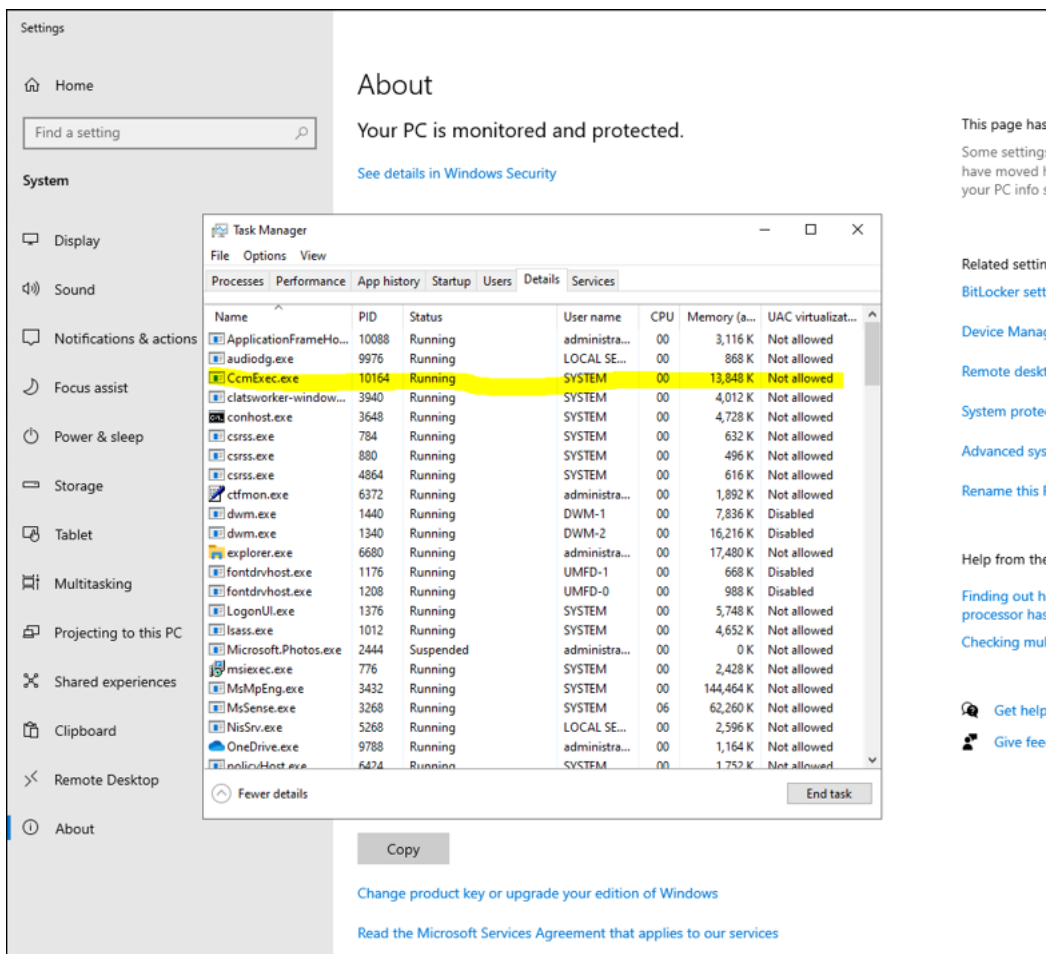 Settings
Home
Find a setting
System
Display
Sound
Notifications & actions
Focus assist
Power & sleep
Storage
Tablet
Multitasking
Projecting to this PC
Shared experiences
Clipboard
Remote Desktop
About
About
Your PC is monitored and protected.
See details in Windows Security
Task Manager
File Options View
Processes Performance App history Startup Users Details Services
Name PID Status User name CPU Memory (a... UAC virtualizat...
ApplicationFrameHo... 10088 Running administra... 00 3,116 K Not allowed
audiodg.exe 9976 Running LOCAL SE... 00 868 K Not allowed
CcmExec.exe 10164 Running SYSTEM 00 13,848 K Not allowed
clatsworker-window... 3940 Running SYSTEM 00 4,012 K Not allowed
conhost.exe 3648 Running SYSTEM 00 4,728 K Not allowed
csrss.exe 784 Running SYSTEM 00 632 K Not allowed
csrss.exe 880 Running SYSTEM 00 496 K Not allowed
csrss.exe 4864 Running SYSTEM 00 616 K Not allowed
ctfmon.exe 6372 Running administra... 00 1,892 K Not allowed
dwm.exe 1440 Running DWM-1 00 7,836 K Disabled
dwm.exe 1340 Running DWM-2 00 16,216 K Disabled
explorer.exe 6680 Running administra... 00 17,480 K Not allowed
fontdrvhost.exe 1176 Running UMFD-1 00 668 K Disabled
fontdrvhost.exe 1208 Running UMFD-0 00 988 K Disabled
LogonUI.exe 1376 Running SYSTEM 00 5,748 K Not allowed
lsass.exe 1012 Running SYSTEM 00 4,652 K Not allowed
Microsoft.Photos.exe 2444 Suspended administra... 00 0 K Not allowed
msiexec.exe 776 Running SYSTEM 00 2,428 K Not allowed
MsMpEng.exe 3432 Running SYSTEM 00 144,464 K Not allowed
MsSense.exe 3268 Running SYSTEM 06 62,260 K Not allowed
NisSrv.exe 5268 Running LOCAL SE... 00 2,596 K Not allowed
OneDrive.exe 9788 Running administra... 00 1,164 K Not allowed
policyHost.exe 6424 Running SYSTEM 00 1,752 K Not allowed
Fewer details
End task
Copy
Change product key or upgrade your edition of Windows
Read the Microsoft Services Agreement that applies to our services
This page has
Some settings
have moved h
your PC info s
Related settin
BitLocker sett
Device Manag
Remote deskt
System protec
Advanced sys
Rename this P
Help from the
Finding out h
processor has
Checking mul
Get help
Give fee